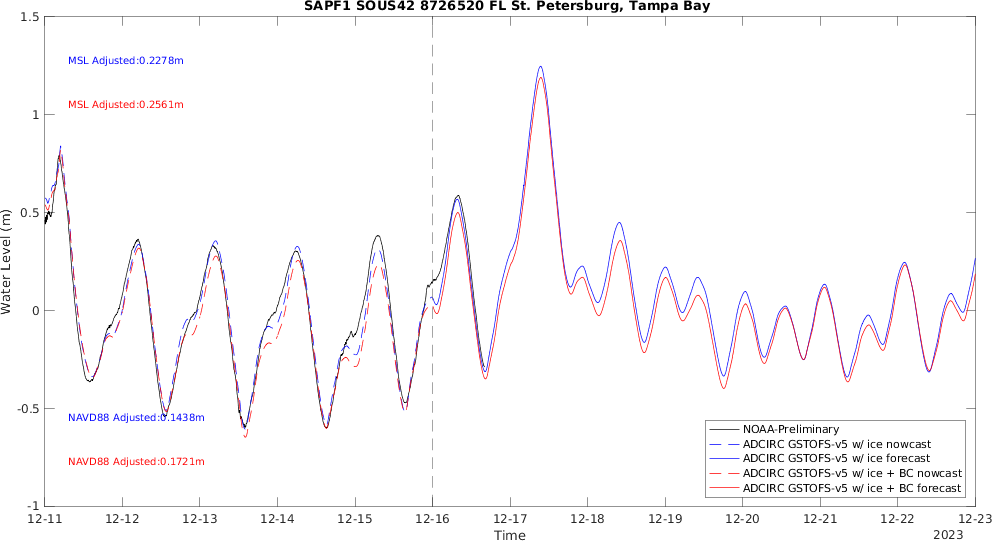 SAPF1 SOUS42 8726520 FL St. Petersburg, Tampa Bay
1.5
MSL Adjusted:0.2278m
MSL Adjusted:0.2561m
1
0.5
Water Level (m)
0
-0.5
NAVD88 Adjusted:0.1438m
NAVD88 Adjusted:0.1721m
NOAA-Preliminary
ADCIRC GSTOFS-v5 w/ ice nowcast
ADCIRC GSTOFS-v5 w/ ice forecast
ADCIRC GSTOFS-v5 w/ ice + BC nowcast
ADCIRC GSTOFS-v5 w/ ice + BC forecast
-1
12-11 12-12 12-13 12-14 12-15 12-16 12-17 12-18 12-19 12-20 12-21 12-22 12-23
Time
2023